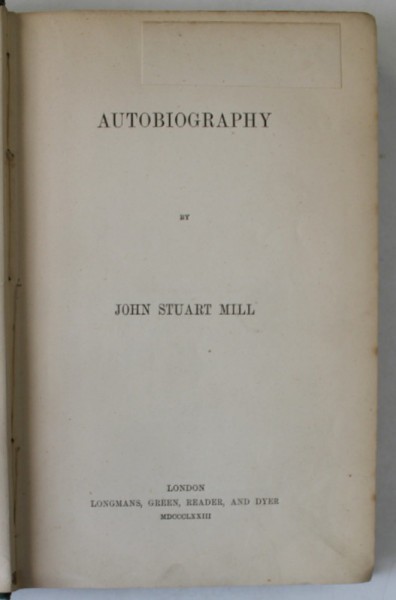 AUTOBIOGRAPHY
BY
JOHN STUART MILL
LONDON
LONGMANS, GREEN, READER, AND DYER
MDCCCLXXIII